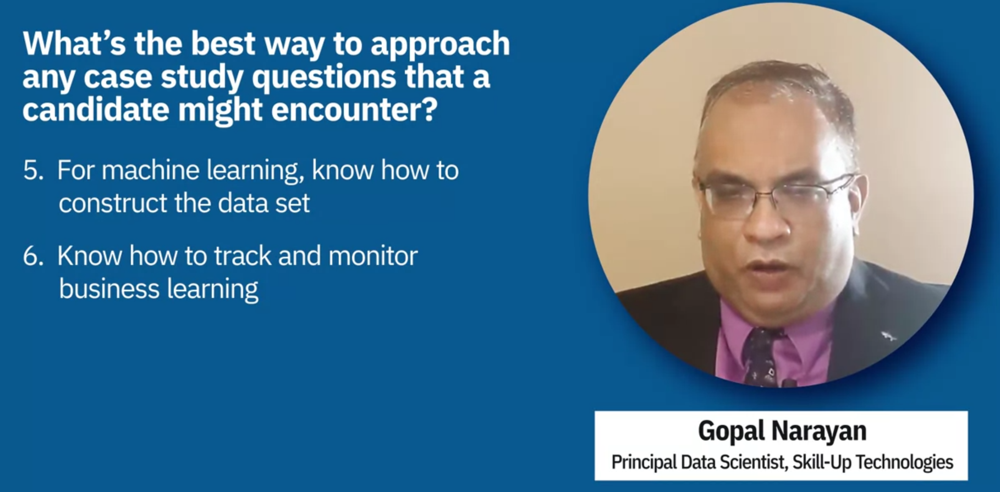 What’s the best way to approach
any case study questions that a
candidate might encounter?
5. For machine learning, know how to
construct the data set
6. Know how to track and monitor
business learning
Gopal Narayan
Principal Data Scientist, Skill-Up Technologies